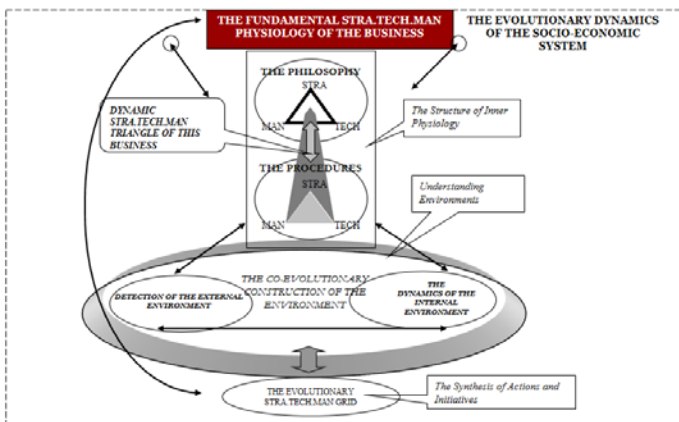 THE FUNDAMENTAL STRA.TECH.MAN
PHYSIOLOGY OF THE BUSINESS
THE EVOLUTIONARY DYNAMICS
OF THE SOCIO-ECONOMIC
SYSTEM
THE PHILOSOPHY
STRA
MAN
TECH
DYNAMIC
STRA.TECH.MAN
TRIANGLE OF THIS
BUSINESS
The Structure of Inner
Physiology
THE PROCEDURES
STRA
MAN
TECH
Understanding
Environments
THE CO-EVOLUTIONARY
CONSTRUCTION OF THE
ENVIRONMENT
DETECTION OF THE EXTERNAL
ENVIRONMENT
THE
DYNAMICS OF THE
INTERNAL
ENVIRONMENT
THE EVOLUTIONARY
STRA.TECH.MAN GRID
The Synthesis of Actions and
Initiatives